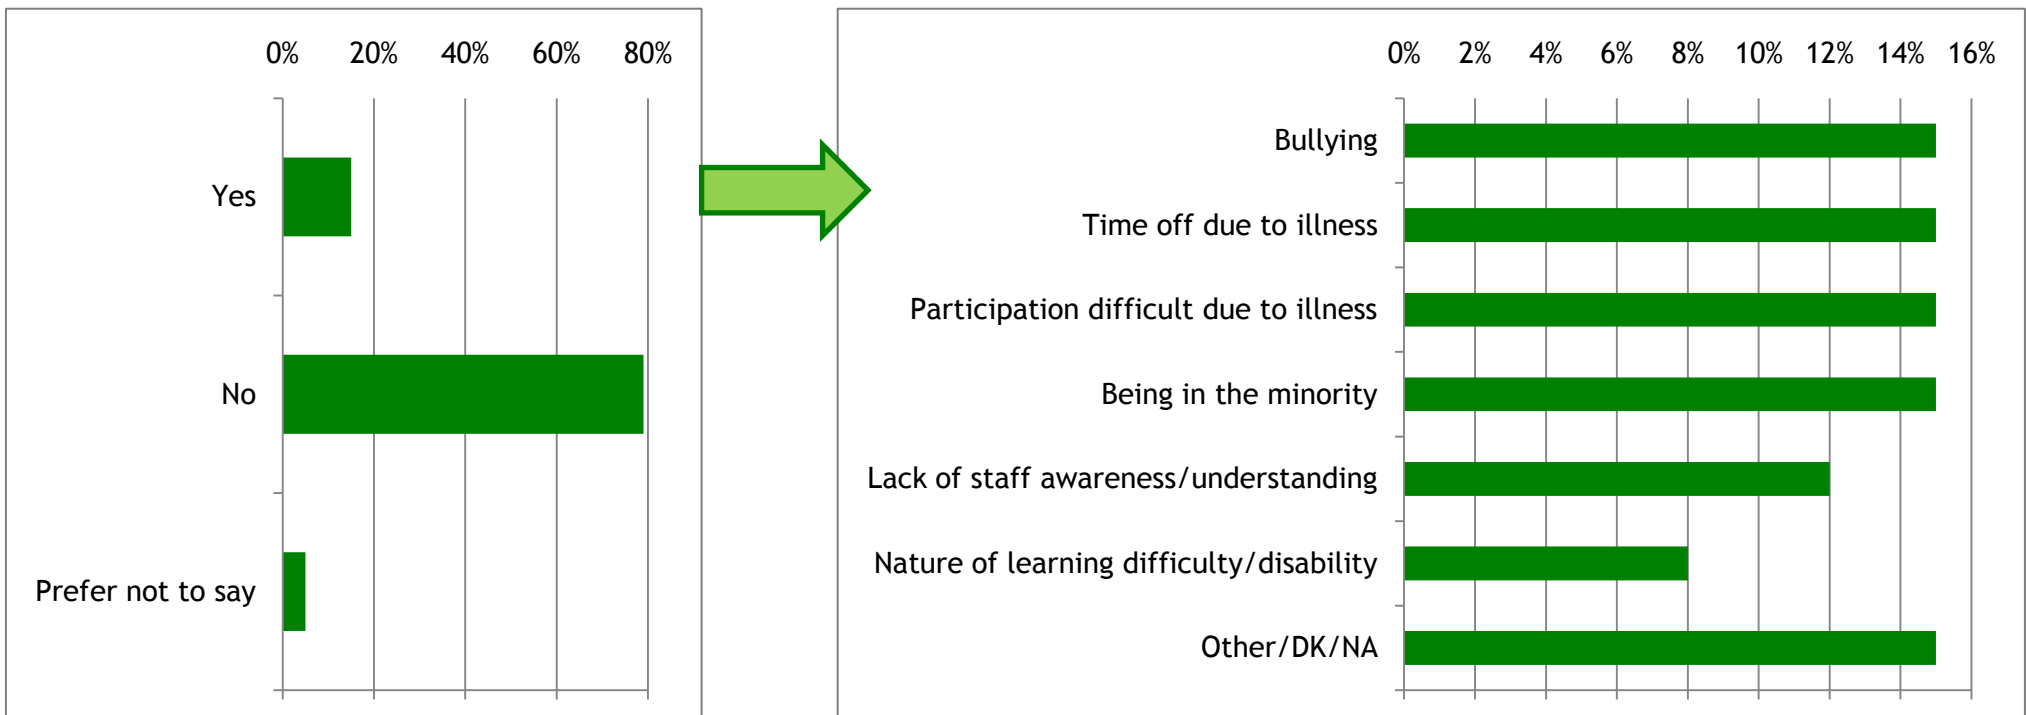 0% 20% 40% 60% 80%
Yes
No
Prefer not to say
0% 2% 4% 6% 8% 10% 12% 14% 16%
Bullying
Time off due to illness
Participation difficult due to illness
Being in the minority
Lack of staff awareness/understanding
Nature of learning difficulty/disability
Other/DK/NA